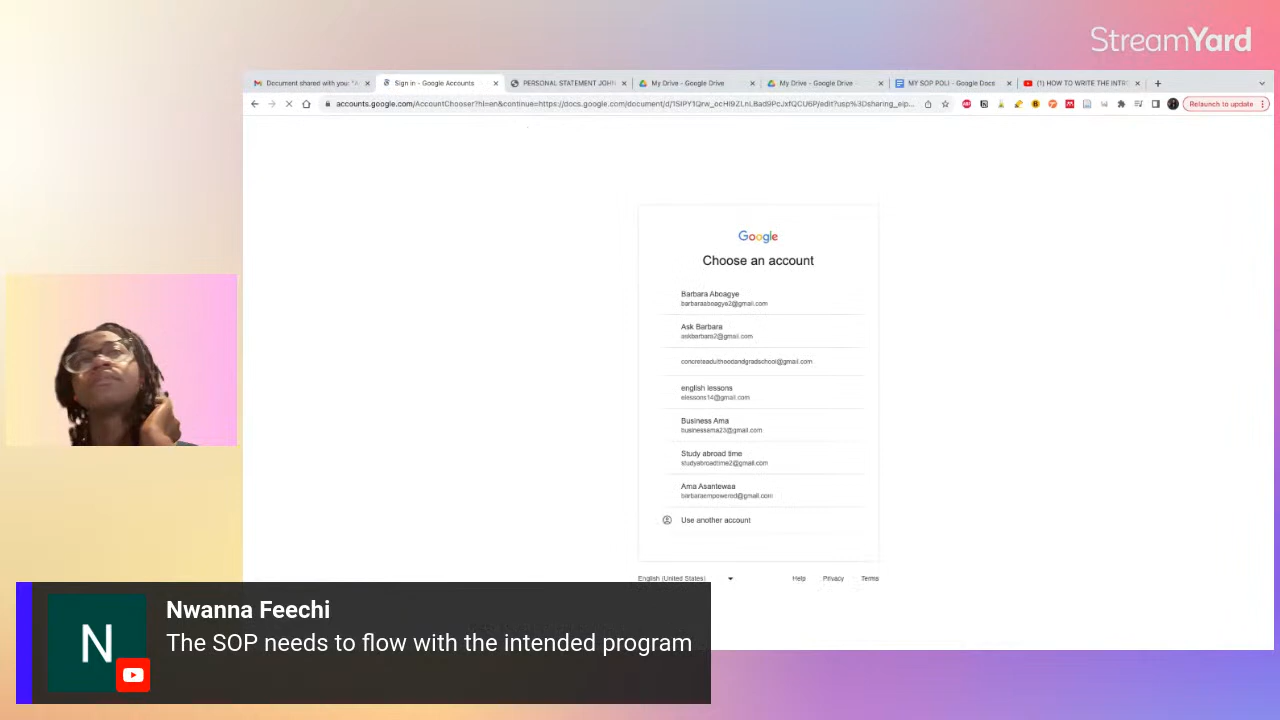 StreamYard
Document shared with you: "A
Sign in - Google Accounts
PERSONAL STATEMENT JOHN
My Drive - Google Drive
My Drive - Google Drive
MY SOP POLI - Google Docs
(1) HOW TO WRITE THE INTR
Relaunch to update
Google
Choose an account
Barbara Aboagye
barbaraaboagye2@gmail.com
Ask Barbara
askbarbara2@gmail.com
concreteadulthoodandgradschool@gmail.com
english lessons
elessons14@gmail.com
Business Ama
businessama23@gmail.com
Study abroad time
studyabroadtime2@gmail.com
Ama Asantewaa
barbaraempowered@gmail.com
Use another account
English (United States)
Help Privacy Terms
N
Nwanna Feechi
The SOP needs to flow with the intended program